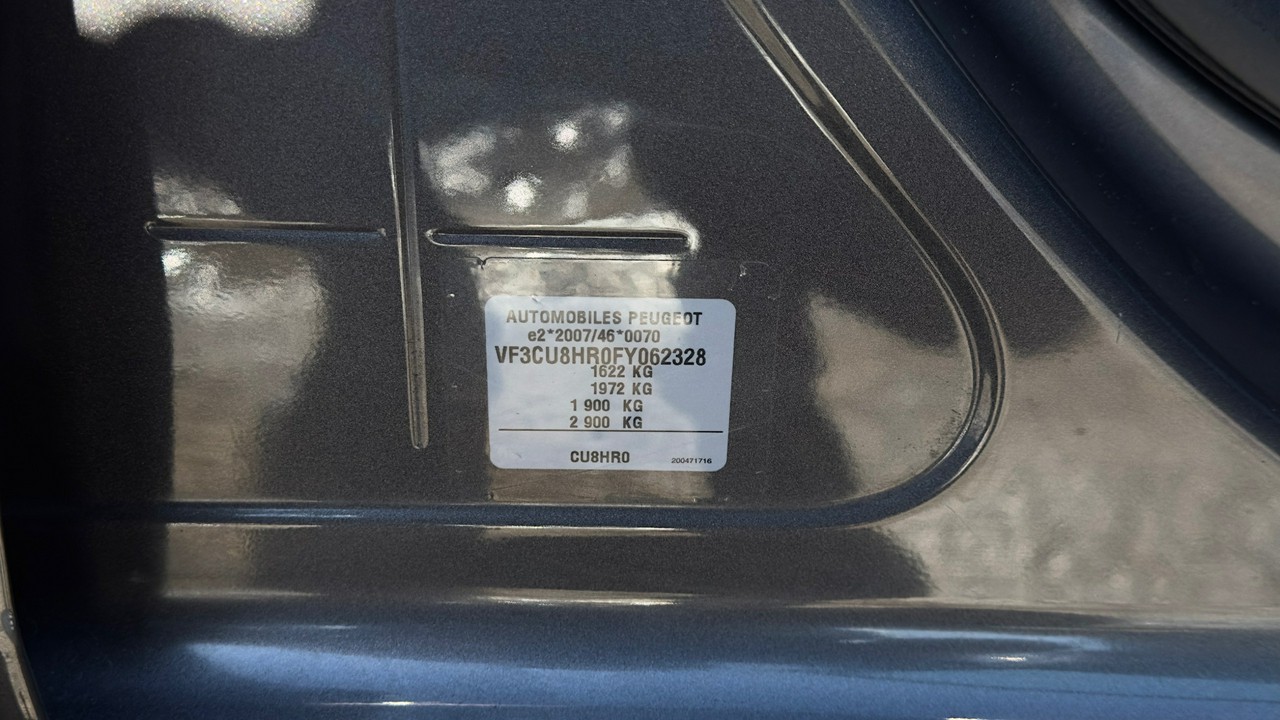 AUTOMOBILES PEUGEOT
e2*2007/46*0070
VF3CU8HR0FY062328
1622 KG
1972 KG
1 900 KG
2 900 KG
CU8HR0 200471716